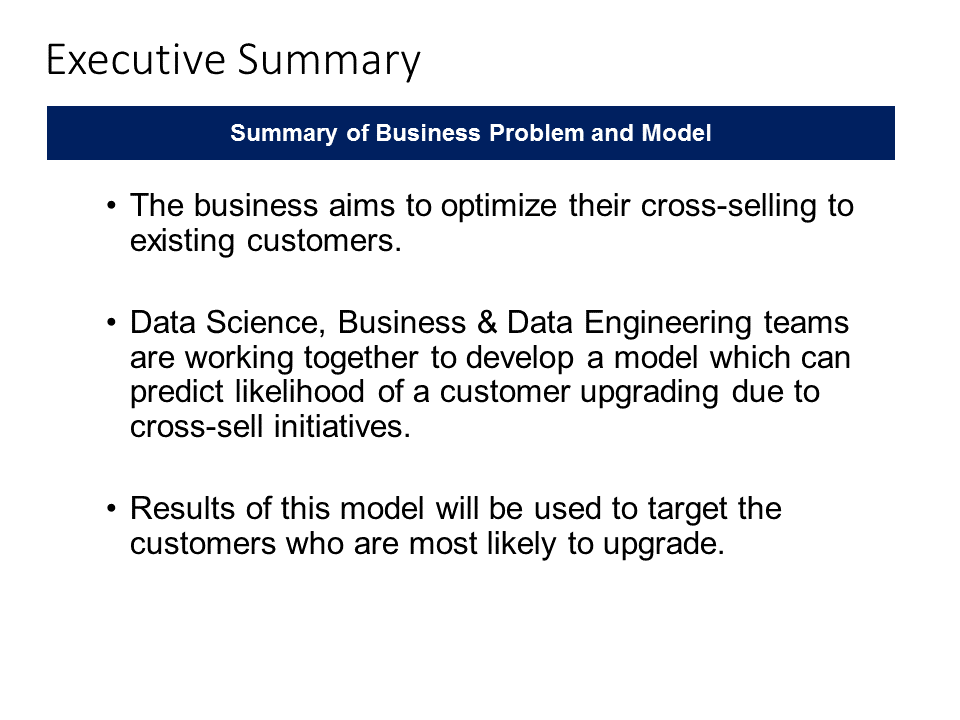 Executive Summary
Summary of Business Problem and Model
• The business aims to optimize their cross-selling to
existing customers.
• Data Science, Business & Data Engineering teams
are working together to develop a model which can
predict likelihood of a customer upgrading due to
cross-sell initiatives.
• Results of this model will be used to target the
customers who are most likely to upgrade.